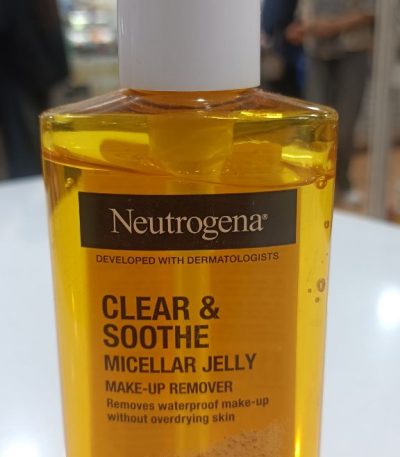 Neutrogena®
DEVELOPED WITH DERMATOLOGISTS
CLEAR &
SOOTHE
MICELLAR JELLY
MAKE-UP REMOVER
Removes waterproof make-up
without overdrying skin